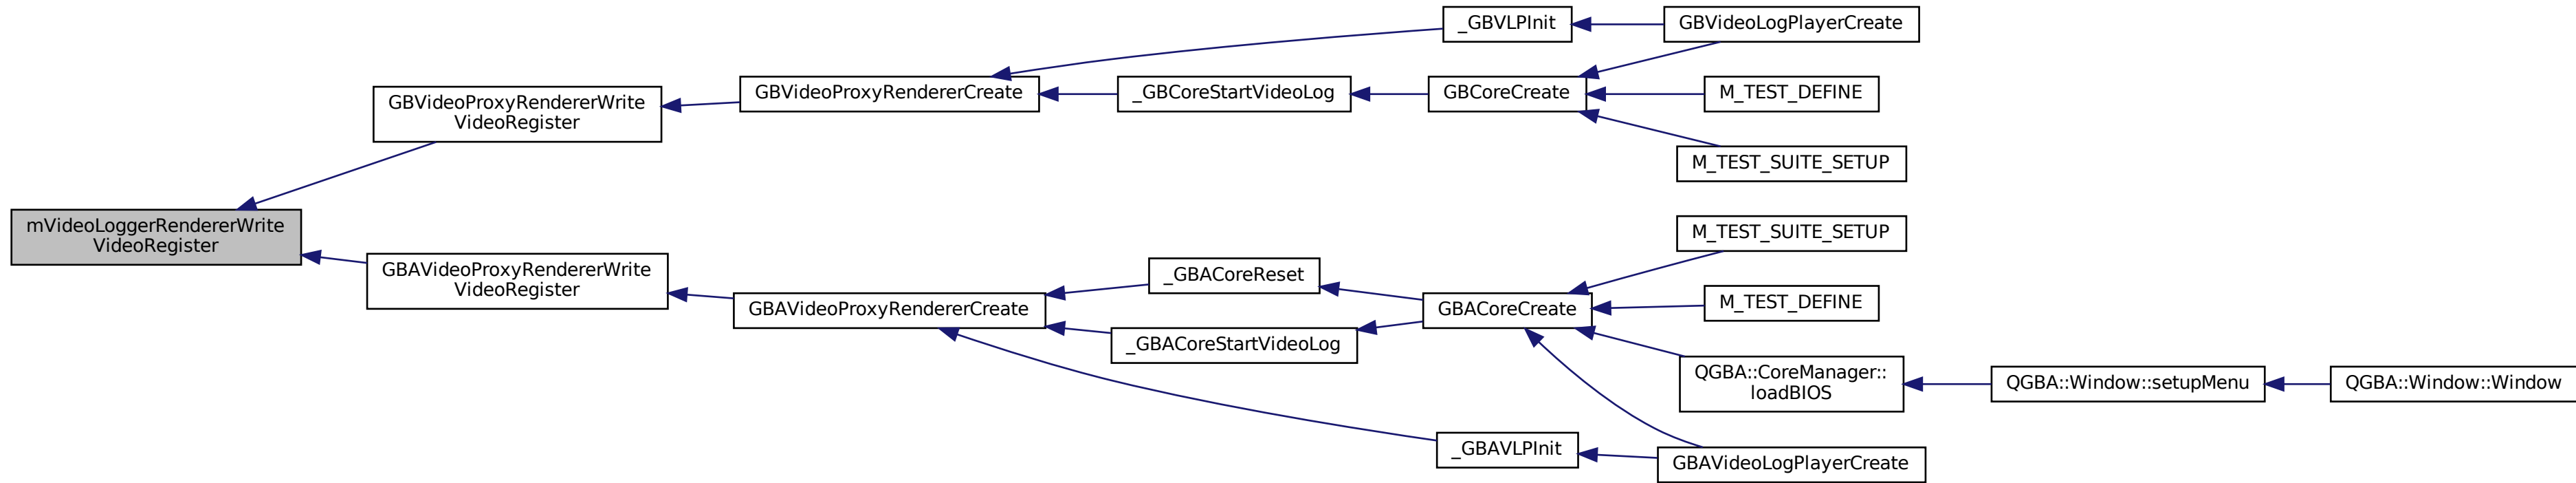 _GBVLPInit
GBVideoLogPlayerCreate
GBVideoProxyRendererWrite
VideoRegister
GBVideoProxyRendererCreate
_GBCoreStartVideoLog
GBCoreCreate
M_TEST_DEFINE
M_TEST_SUITE_SETUP
mVideoLoggerRendererWrite
VideoRegister
GBAVideoProxyRendererWrite
VideoRegister
GBAVideoProxyRendererCreate
_GBACoreReset
_GBACoreStartVideoLog
GBACoreCreate
M_TEST_SUITE_SETUP
M_TEST_DEFINE
QGBA::CoreManager::
loadBIOS
QGBA::Window::setupMenu
QGBA::Window::Window
_GBAVLPInit
GBAVideoLogPlayerCreate